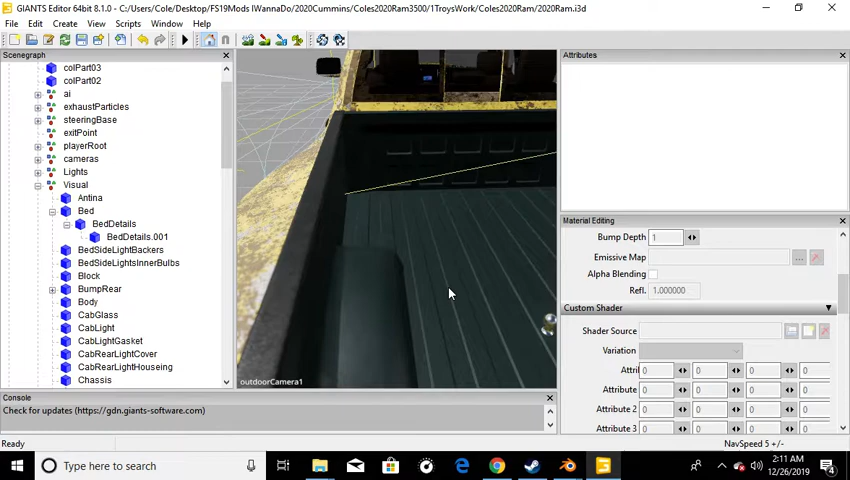 GIANTS Editor 64bit 8.1.0 - C:/Users/Cole/Desktop/FS19Mods IWannaDo/2020Cummins/Coles2020Ram3500/1TroysWork/Coles2020Ram/2020Ram.i3d
File Edit Create View Scripts Window Help
Scenegraph
colPart03
colPart02
ai
exhaustParticles
steeringBase
exitPoint
playerRoot
cameras
Lights
Visual
Antina
Bed
BedDetails
BedDetails.001
BedSideLightBackers
BedSideLightsInnerBulbs
Block
BumpRear
Body
CabGlass
CabLight
CabLightGasket
CabRearLightCover
CabRearLightHouseing
Chassis
outdoorCamera1
Attributes
Material Editing
Bump Depth 1
Emissive Map
Alpha Blending
Refl. 1.000000
Custom Shader
Shader Source
Variation
Attri 0 0 0 0
Attribute 0 0 0 0
Attribute 2 0 0 0 0
Attribute 3 0 0 0 0
Console
Check for updates (https://gdn.giants-software.com)
Ready
NavSpeed 5 +/-
Type here to search
2:11 AM
12/26/2019
4